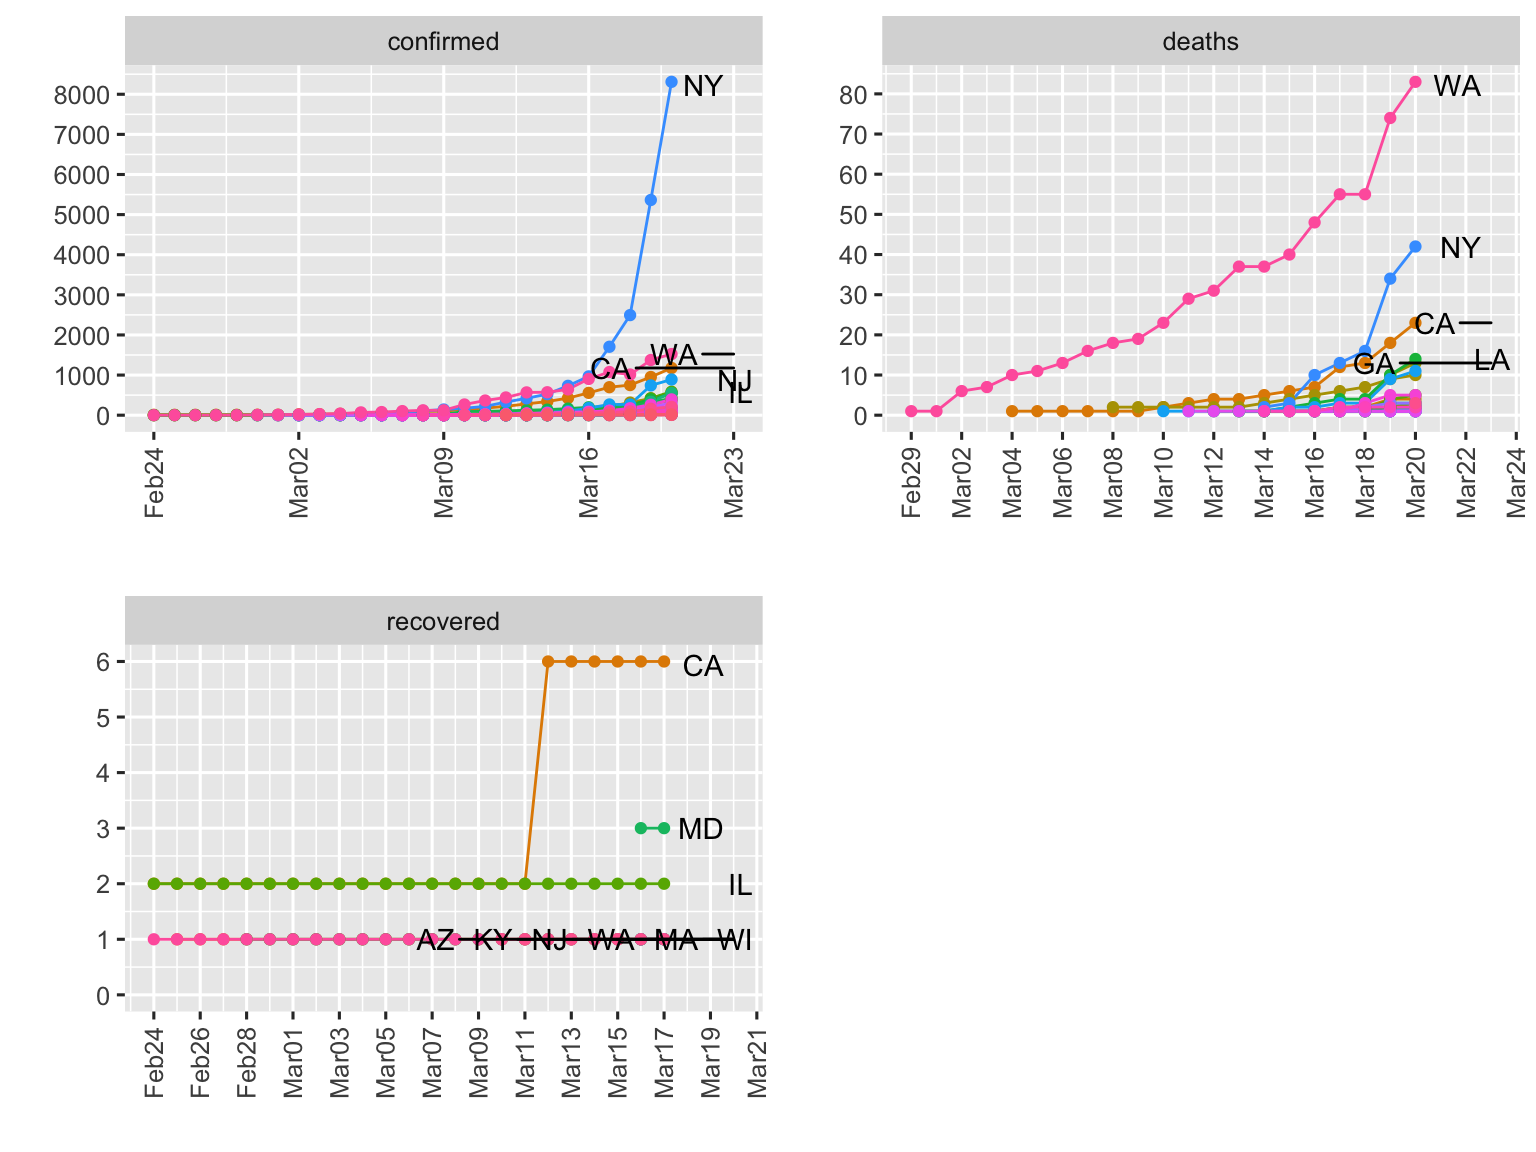 confirmed
8000
7000
6000
5000
4000
3000
2000
1000
0
NY
WA
CA
NJ
IL
Feb24 Mar02 Mar09 Mar16 Mar23
deaths
80
70
60
50
40
30
20
10
0
WA
NY
CA
GA LA
Feb29 Mar02 Mar04 Mar06 Mar08 Mar10 Mar12 Mar14 Mar16 Mar18 Mar20 Mar22 Mar24
recovered
6
5
4
3
2
1
0
CA
MD
IL
AZ KY NJ WA MA WI
Feb24 Feb26 Feb28 Mar01 Mar03 Mar05 Mar07 Mar09 Mar11 Mar13 Mar15 Mar17 Mar19 Mar21